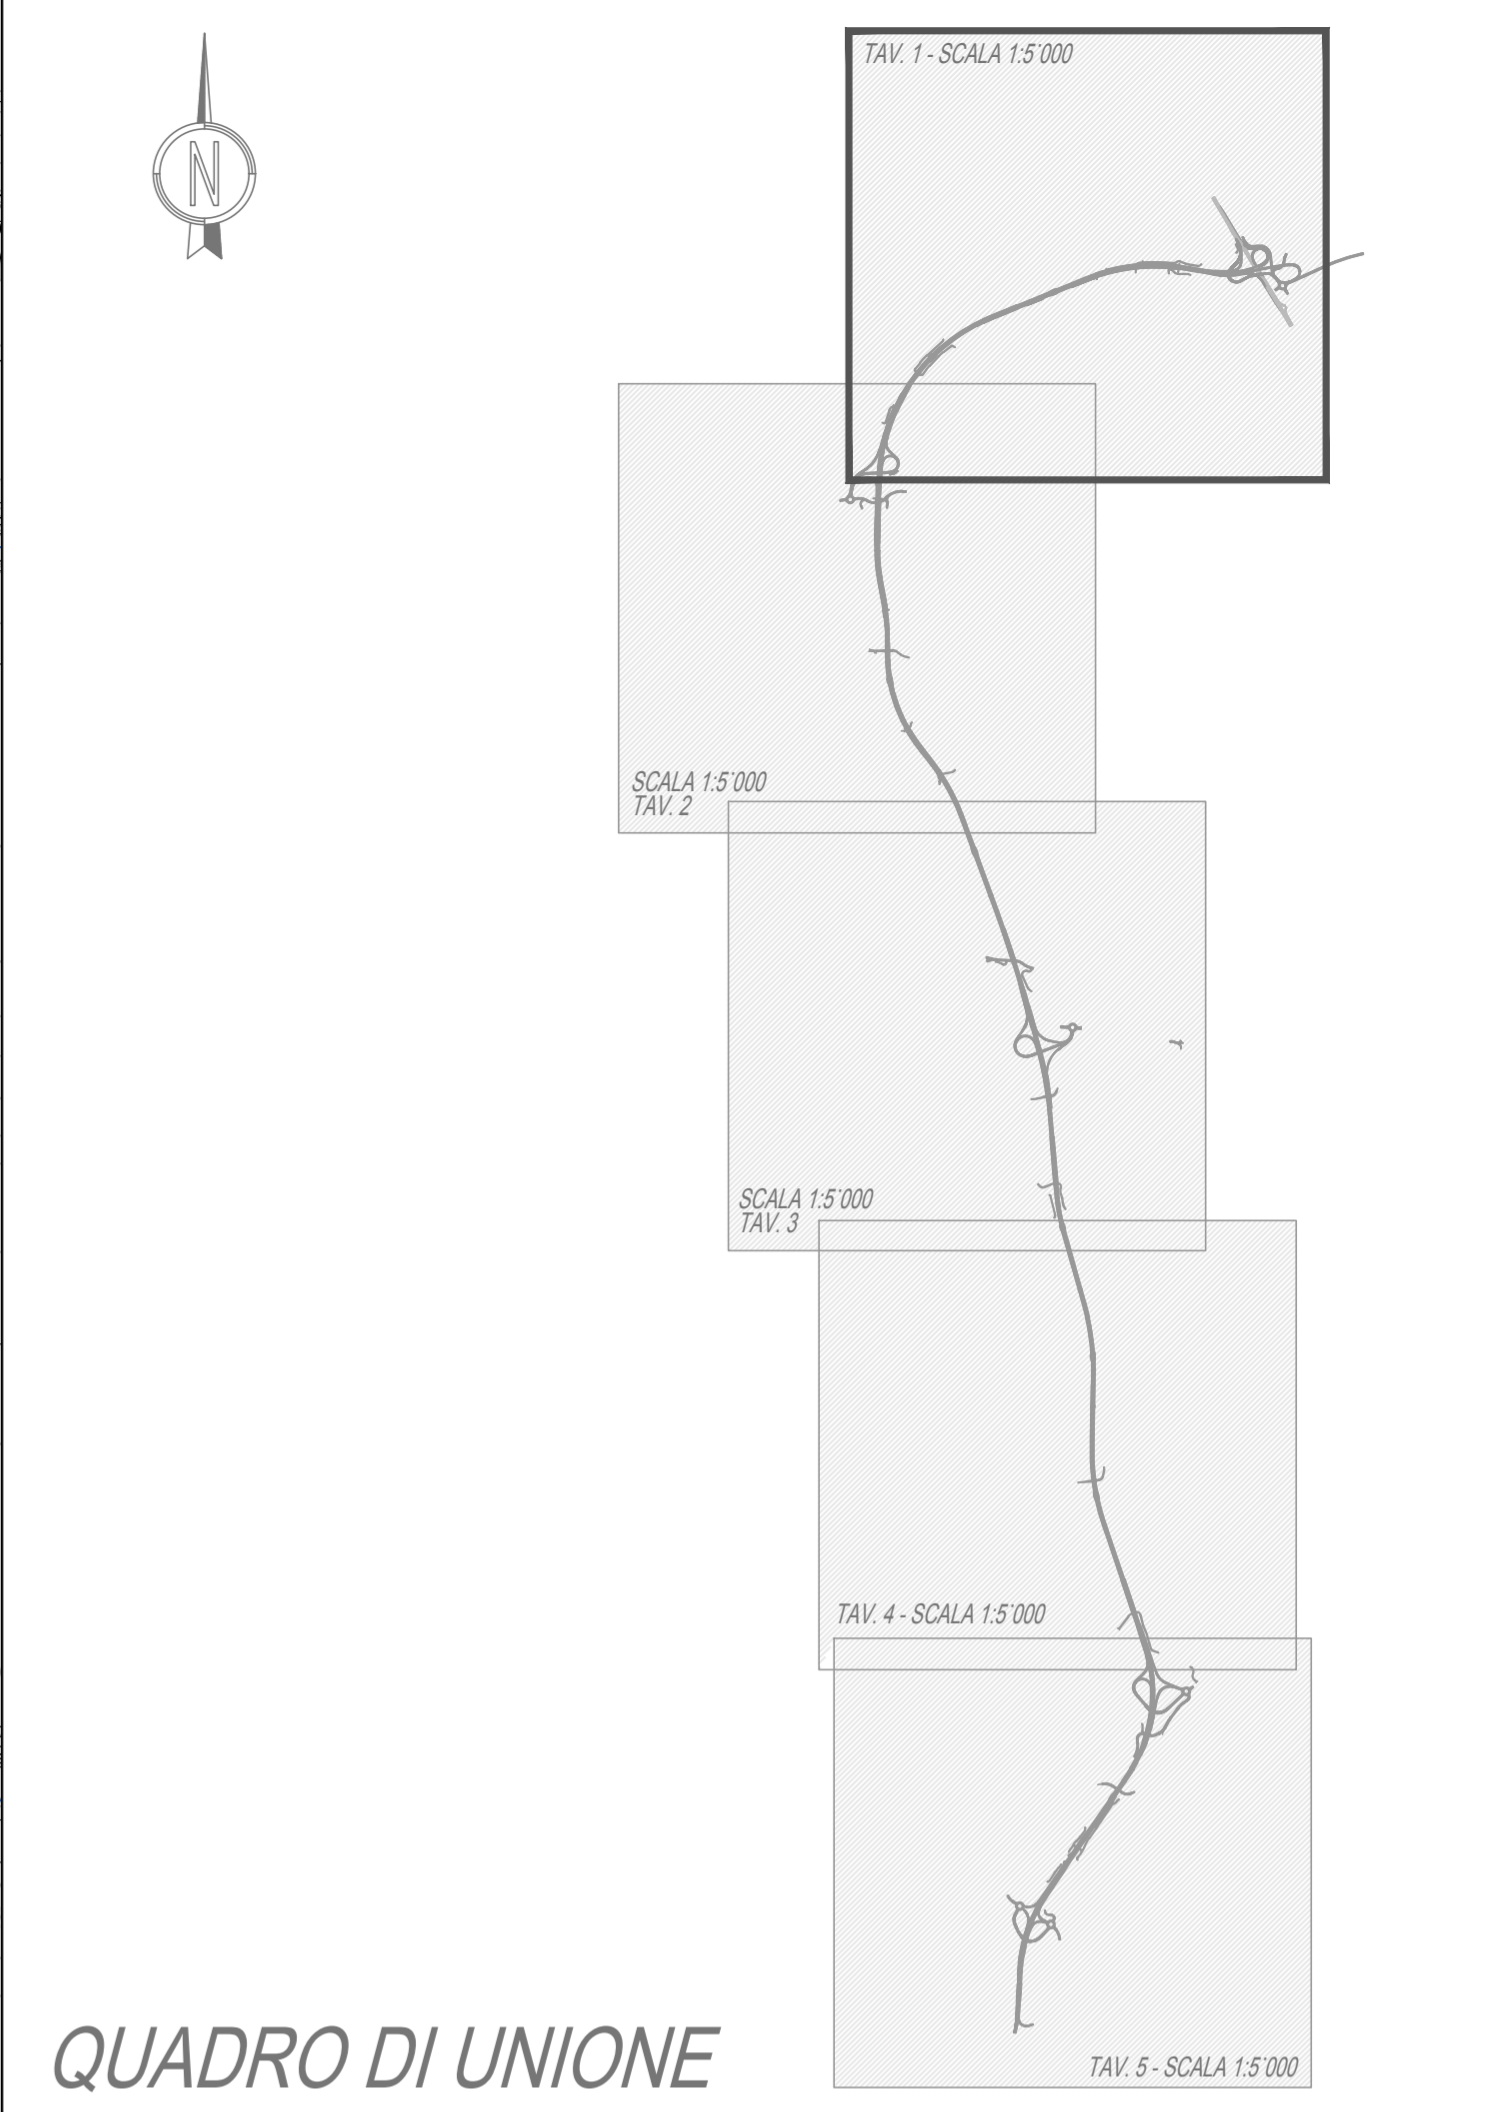 TAV. 1 - SCALA 1:5'000
N
SCALA 1:5'000
TAV. 2
SCALA 1:5'000
TAV. 3
TAV. 4 - SCALA 1:5'000
TAV. 5 - SCALA 1:5'000
QUADRO DI UNIONE